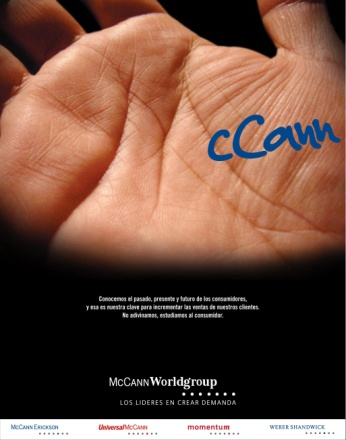 cCann
Conocemos el pasado, presente y futuro de los consumidores,
y esa es nuestra clave para incrementar las ventas de nuestros clientes.
No adivinamos, estudiamos al consumidor.
McCANN Worldgroup
LOS LIDERES EN CREAR DEMANDA
McCANN ERICKSON
UniversalMcCANN
momentum
WEBER SHANDWICK